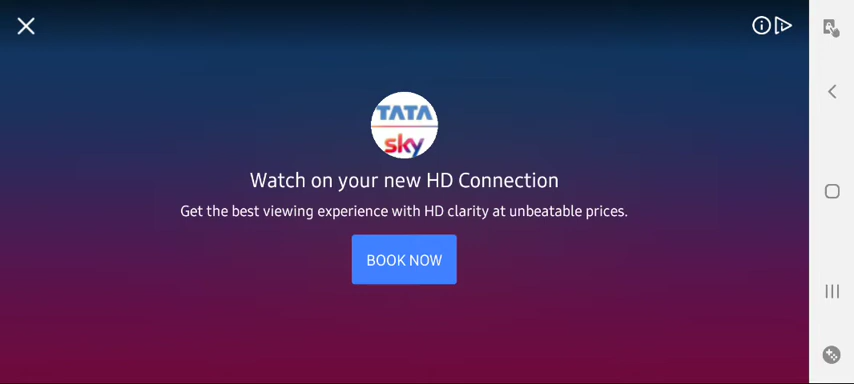 TATA
sky
Watch on your new HD Connection
Get the best viewing experience with HD clarity at unbeatable prices.
BOOK NOW